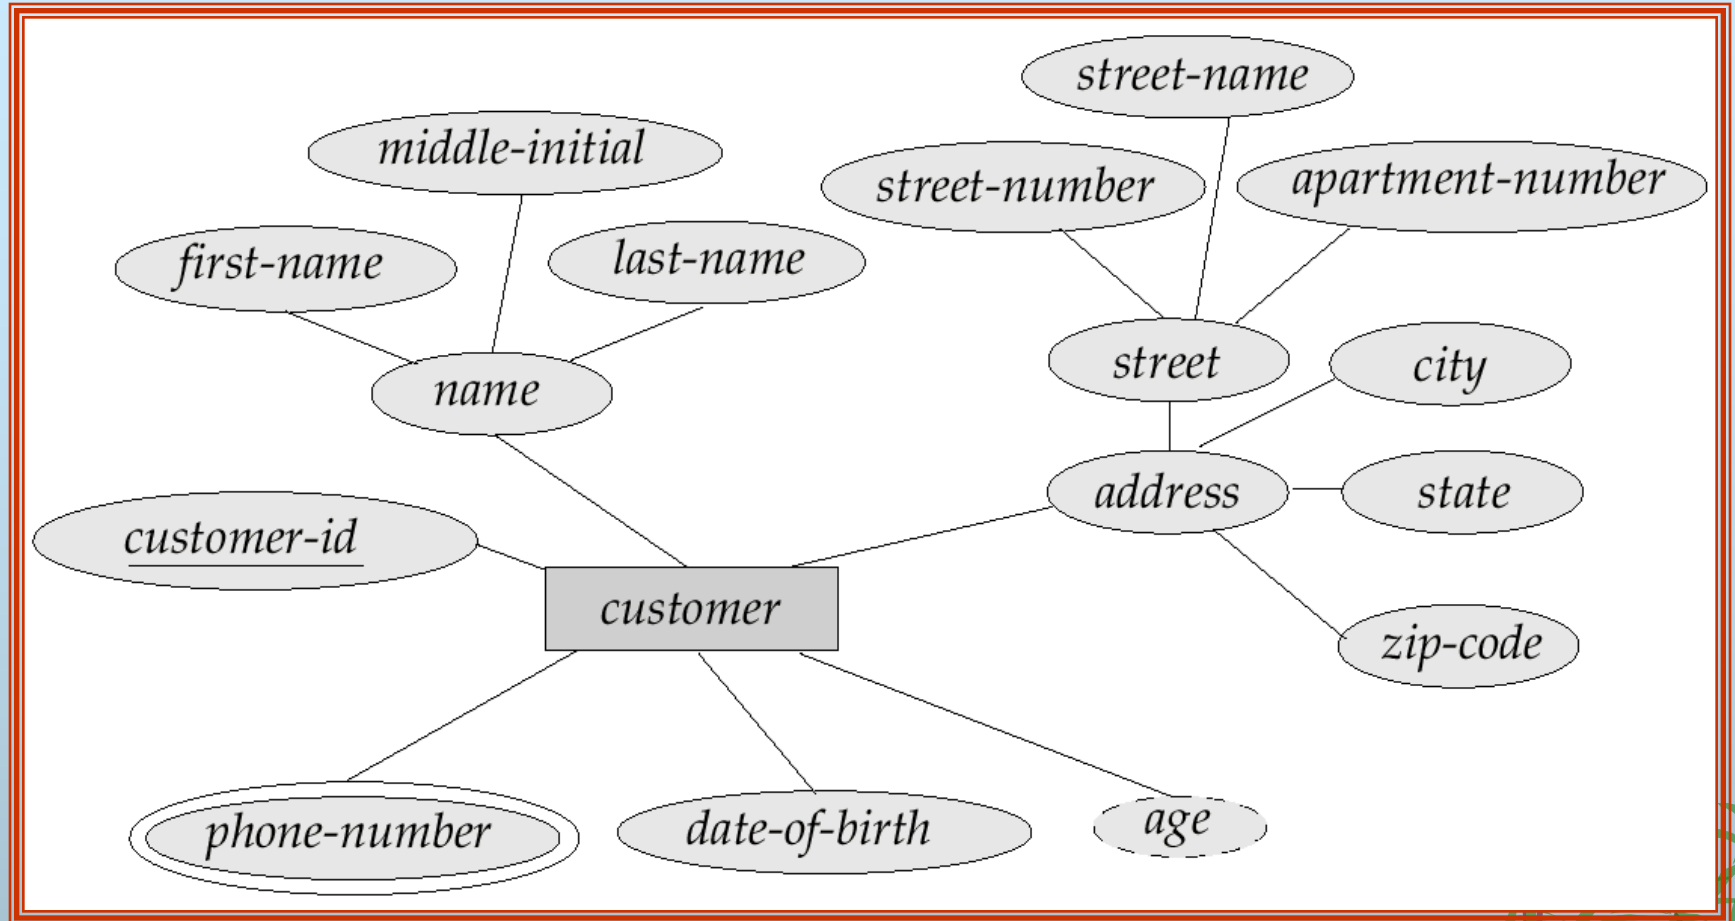 street-name
middle-initial
street-number
apartment-number
first-name
last-name
street
city
name
address
state
customer-id
customer
zip-code
phone-number
date-of-birth
age